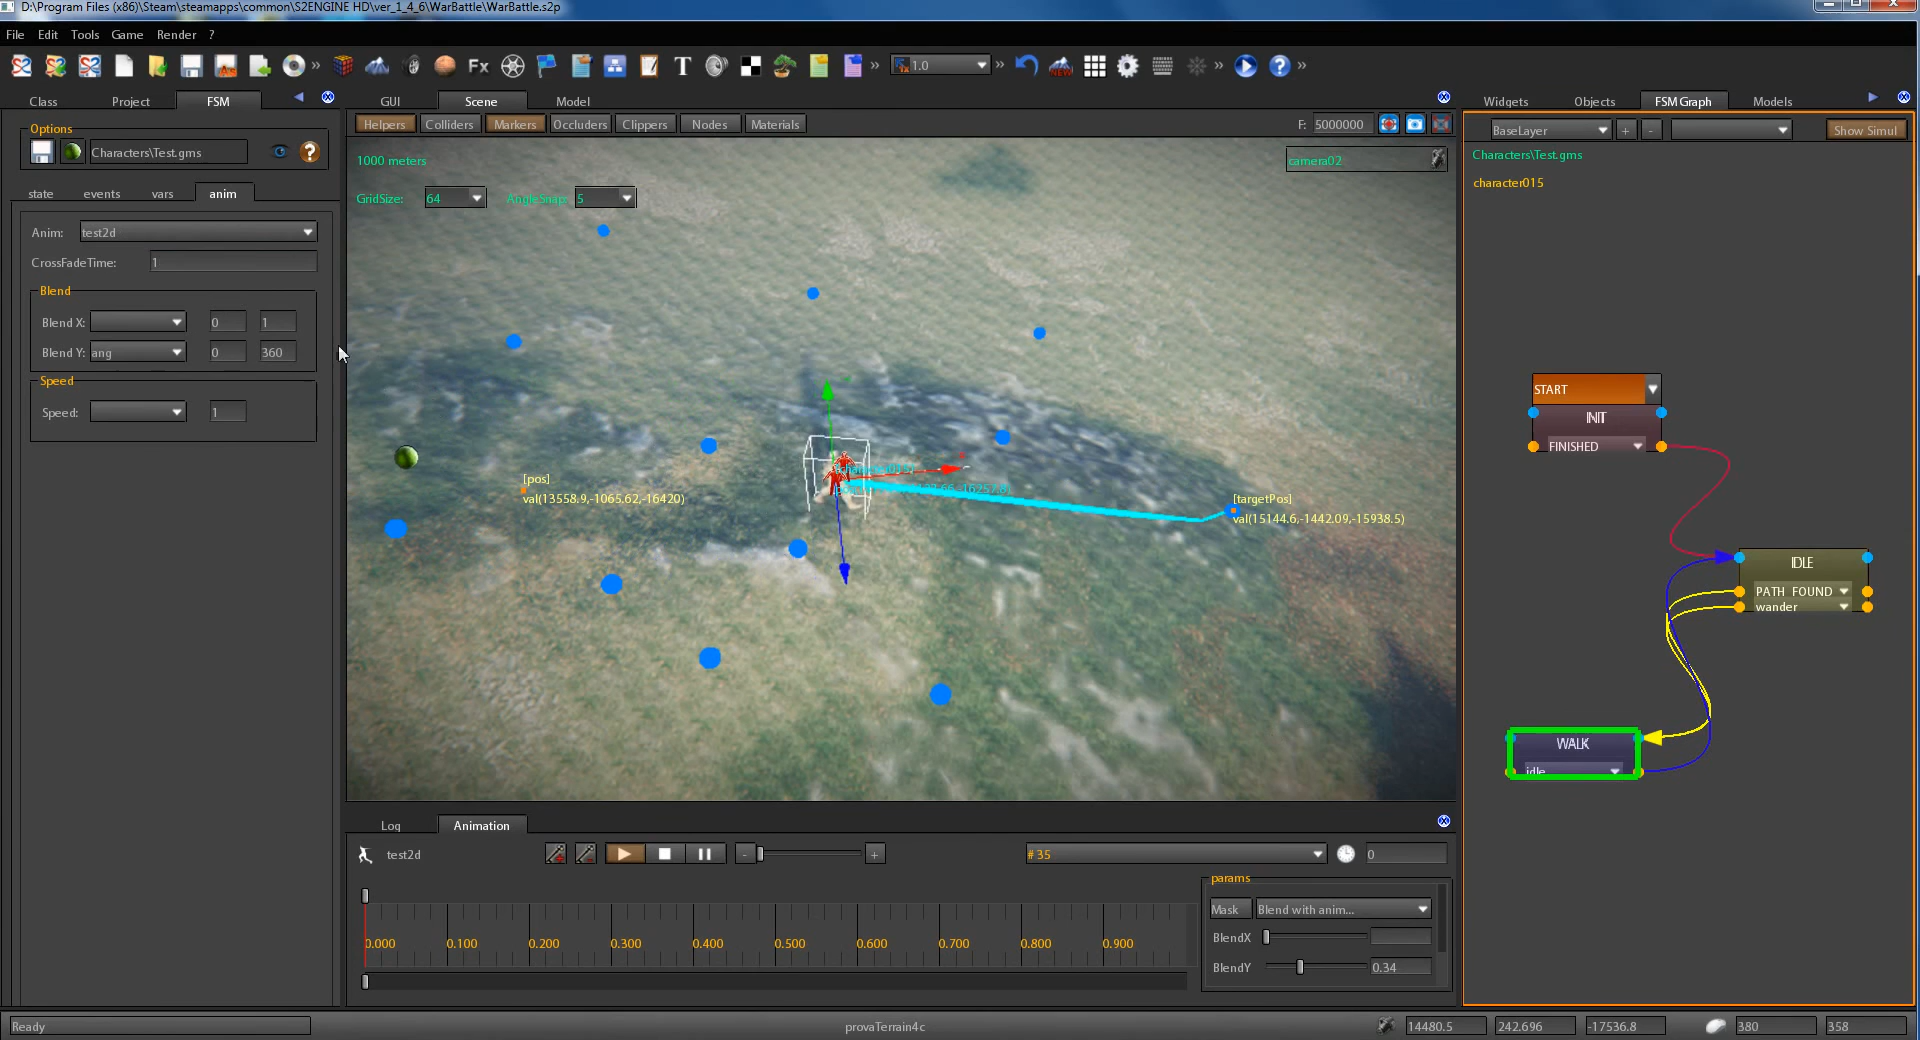 D:\Program Files (x86)\Steam\steamapps\common\S2ENGINE HD\ver_1_4_6\WarBattle\WarBattle.s2p
File Edit Tools Game Render ?
Fx T 1.0
Class Project FSM
GUI Scene Model
Widgets Objects FSM Graph Models
Options
Characters\Test.gms
state events vars anim
Anim: test2d
CrossFadeTime: 1
Blend
Blend X: 0 1
Blend Y: ang 0 360
Speed
Speed: 1
Helpers Colliders Markers Occluders Clippers Nodes Materials
F: 5000000
1000 meters
camera02
GridSize: 64 AngleSnap: 5
[pos]
val(13558.9,-1065.62,-16420)
[targetPos]
val(15144.6,-1442.09,-15938.5)
BaseLayer + - Show Simul
Characters\Test.gms
character015
START
INIT
FINISHED
IDLE
PATH FOUND
wander
WALK
idle
Log Animation
test2d - + # 35 0
0.000 0.100 0.200 0.300 0.400 0.500 0.600 0.700 0.800 0.900
params
Mask Blend with anim...
BlendX
BlendY 0.34
Ready provaTerrain4c 14480.5 242.696 -17536.8 380 358